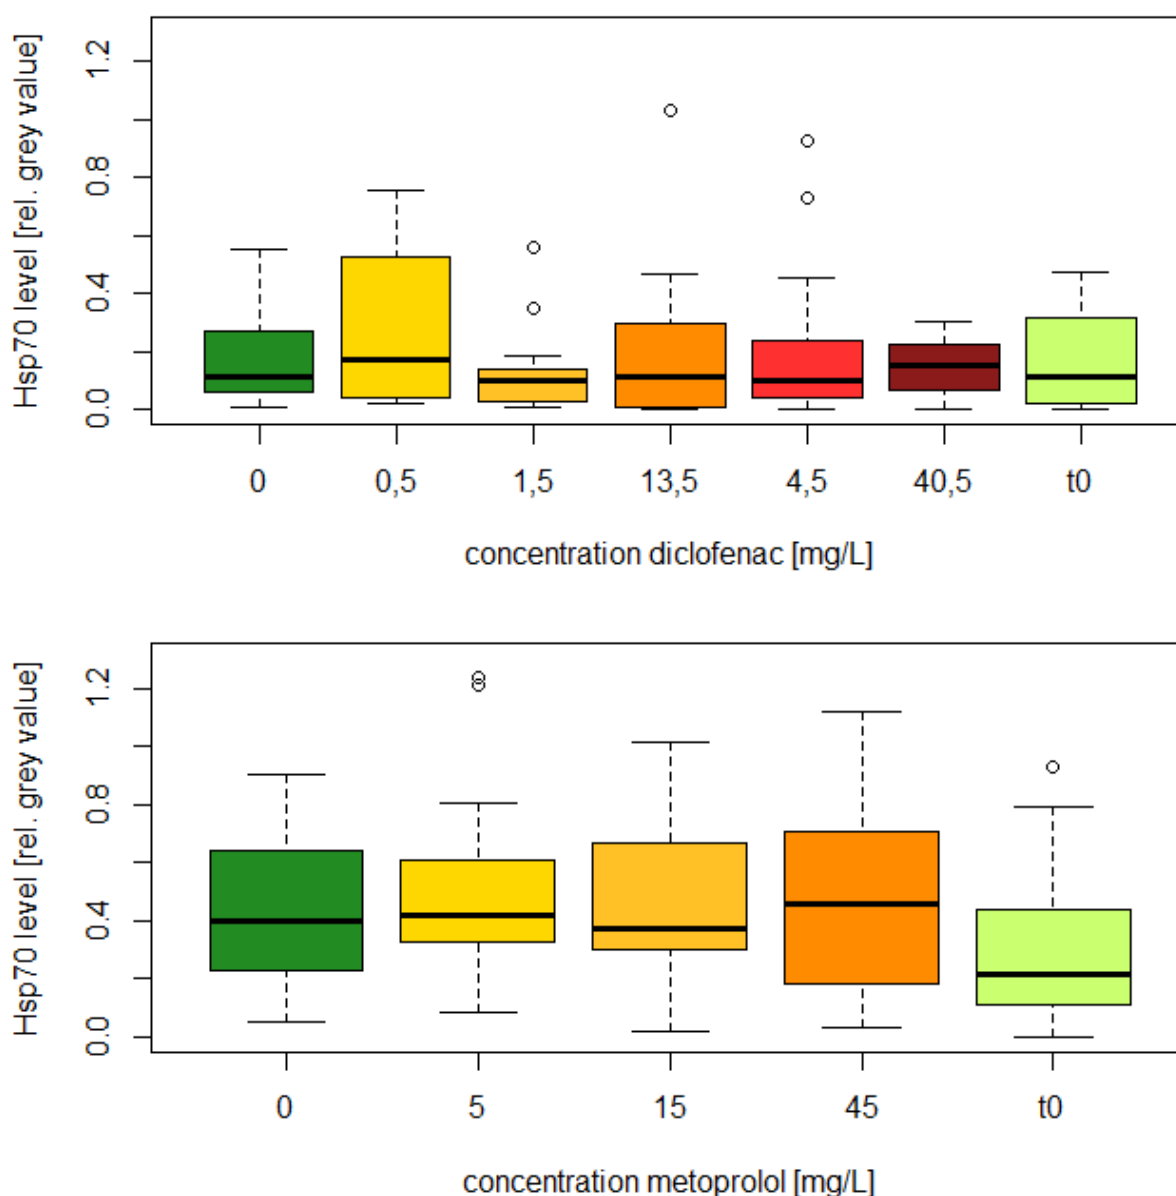 Hsp70 level [rel. grey value]
1.2
0.8
0.4
0.0
0 0,5 1,5 13,5 4,5 40,5 t0
concentration diclofenac [mg/L]
Hsp70 level [rel. grey value]
1.2
0.8
0.4
0.0
0 5 15 45 t0
concentration metoprolol [mg/L]